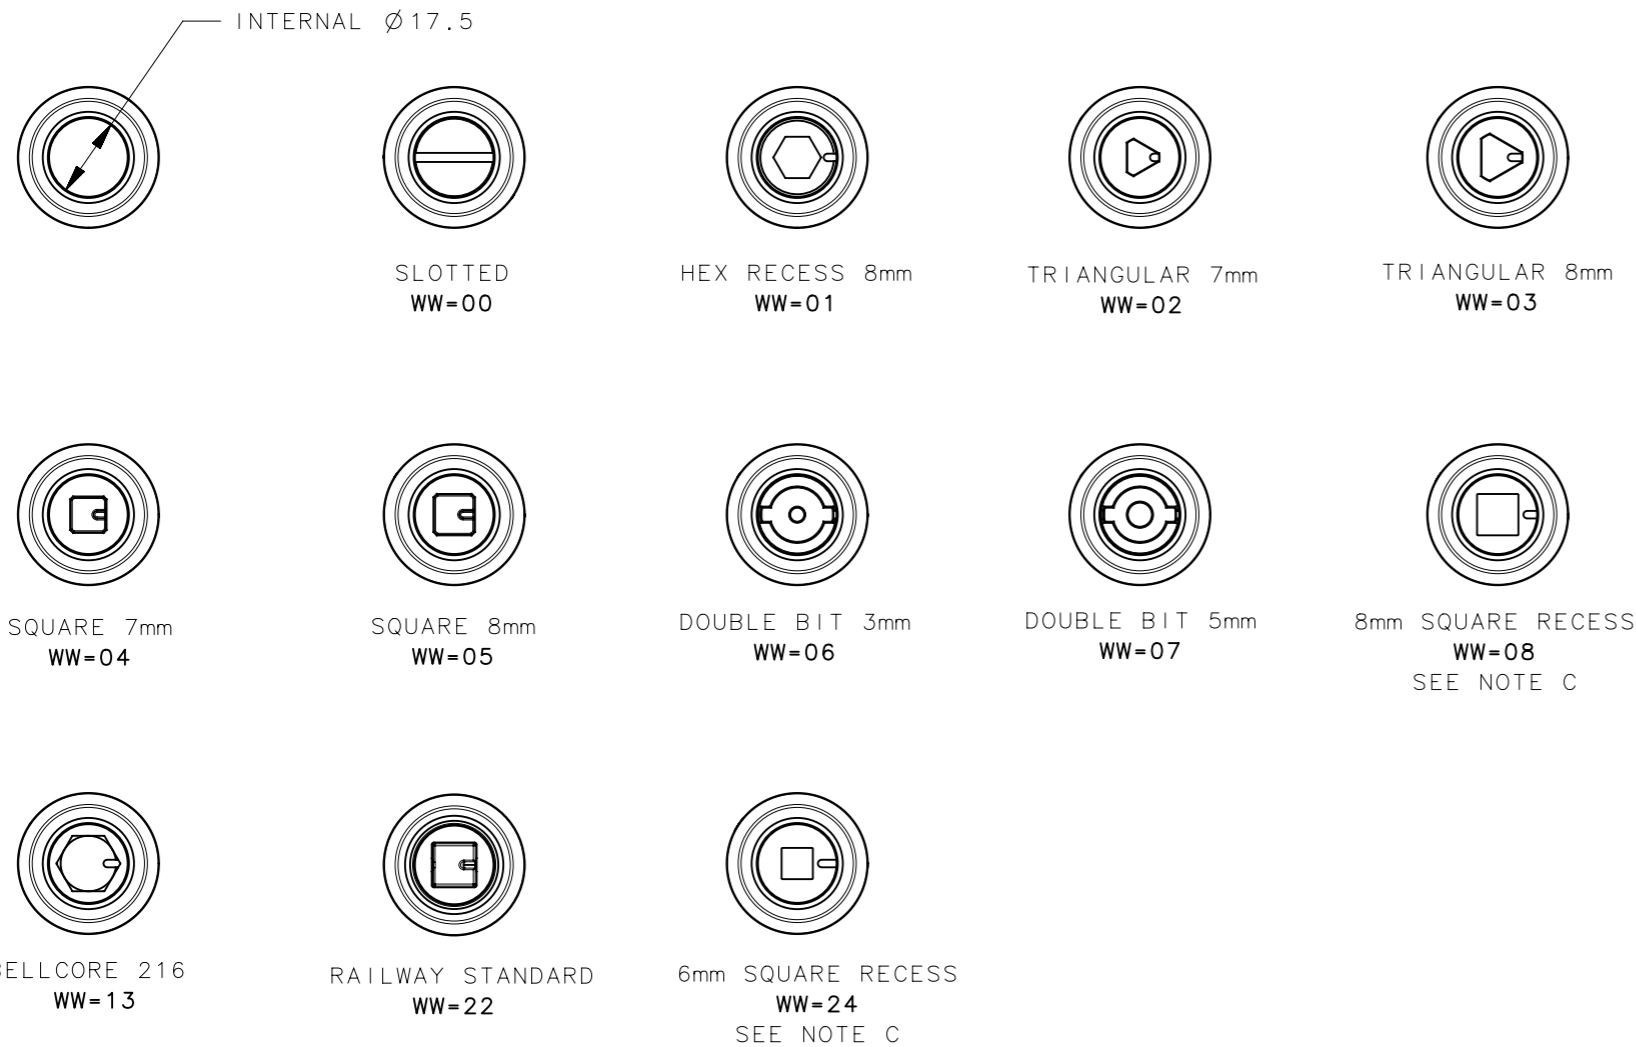 INTERNAL Ø17.5
SLOTTED
WW=00
HEX RECESS 8mm
WW=01
TRIANGULAR 7mm
WW=02
TRIANGULAR 8mm
WW=03
SQUARE 7mm
WW=04
SQUARE 8mm
WW=05
DOUBLE BIT 3mm
WW=06
DOUBLE BIT 5mm
WW=07
8mm SQUARE RECESS
WW=08
SEE NOTE C
BELLCORE 216
WW=13
RAILWAY STANDARD
WW=22
6mm SQUARE RECESS
WW=24
SEE NOTE C